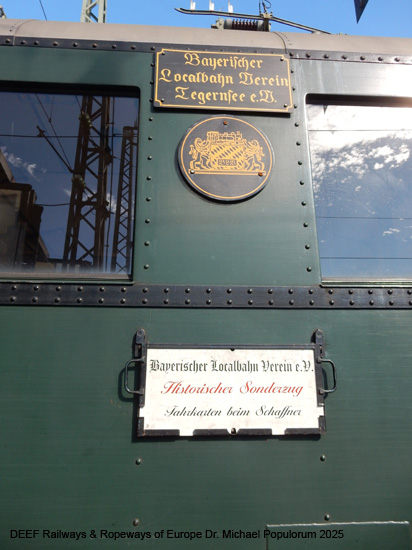 Bayerischer
Localbahn Verein
Tegernsee e.V.
Bayerischer Localbahn Verein e.V.
Historischer Sonderzug
Fahrkarten beim Schaffner
DEEF Railways & Ropeways of Europe Dr. Michael Populorum 2025